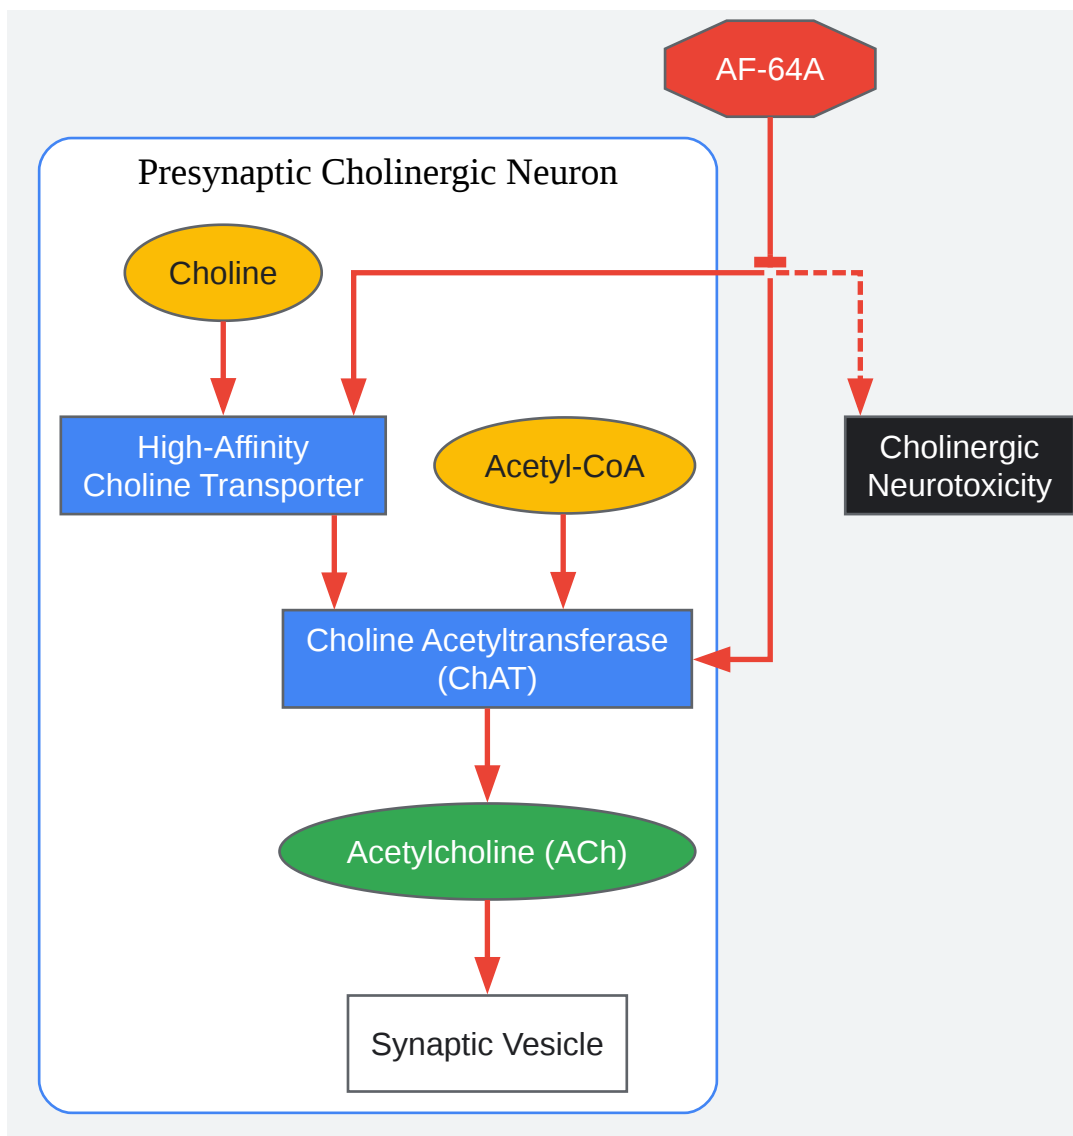 AF-64A
Presynaptic Cholinergic Neuron
Choline
High-Affinity
Choline Transporter
Acetyl-CoA
Cholinergic
Neurotoxicity
Choline Acetyltransferase
(ChAT)
Acetylcholine (ACh)
Synaptic Vesicle